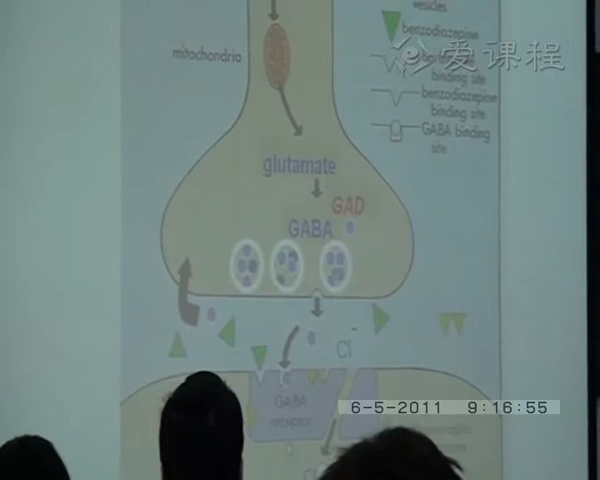 vesicles
benzodiazepine
爱课程
mitochondria
binding site
benzodiazepine
binding site
GABA binding
site
glutamate
GAD
GABA
Cl-
GABA
receptor
6-5-2011 9:16:55